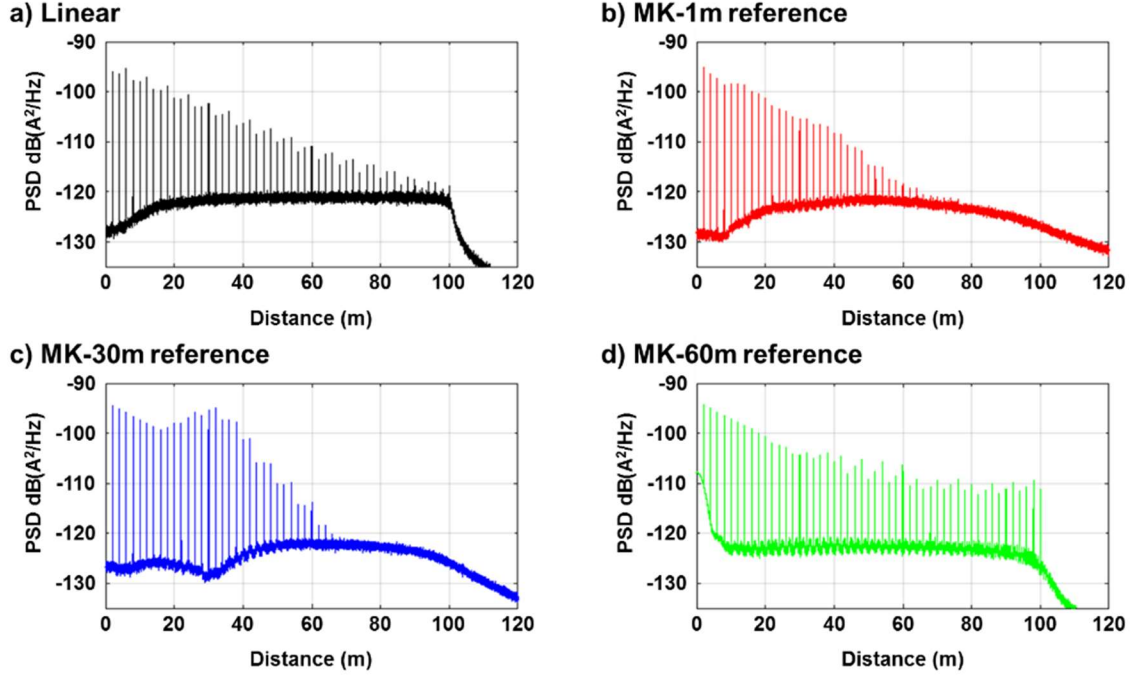 a) Linear
PSD dB(A²/Hz)
-90
-100
-110
-120
-130
0 20 40 60 80 100 120
Distance (m)
b) MK-1m reference
PSD dB(A²/Hz)
-90
-100
-110
-120
-130
0 20 40 60 80 100 120
Distance (m)
c) MK-30m reference
PSD dB(A²/Hz)
-90
-100
-110
-120
-130
0 20 40 60 80 100 120
Distance (m)
d) MK-60m reference
PSD dB(A²/Hz)
-90
-100
-110
-120
-130
0 20 40 60 80 100 120
Distance (m)